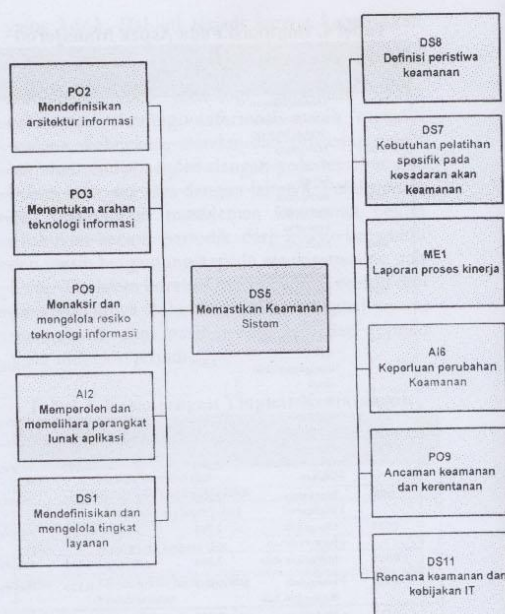 PO2
Mendefinisikan
arsitektur informasi
PO3
Menentukan arahan
teknologi informasi
PO9
Menaksir dan
mengelola resiko
teknologi informasi
AI2
Memperoleh dan
memelihara perangkat
lunak aplikasi
DS1
Mendefinisikan dan
mengelola tingkat
layanan
DS5
Memastikan Keamanan
Sistem
DS8
Definisi peristiwa
keamanan
DS7
Kebutuhan pelatihan
spesifik pada
kesadaran akan
keamanan
ME1
Laporan proses kinerja
AI6
Keperluan perubahan
Keamanan
PO9
Ancaman keamanan
dan kerentanan
DS11
Rencana keamanan dan
kebijakan IT